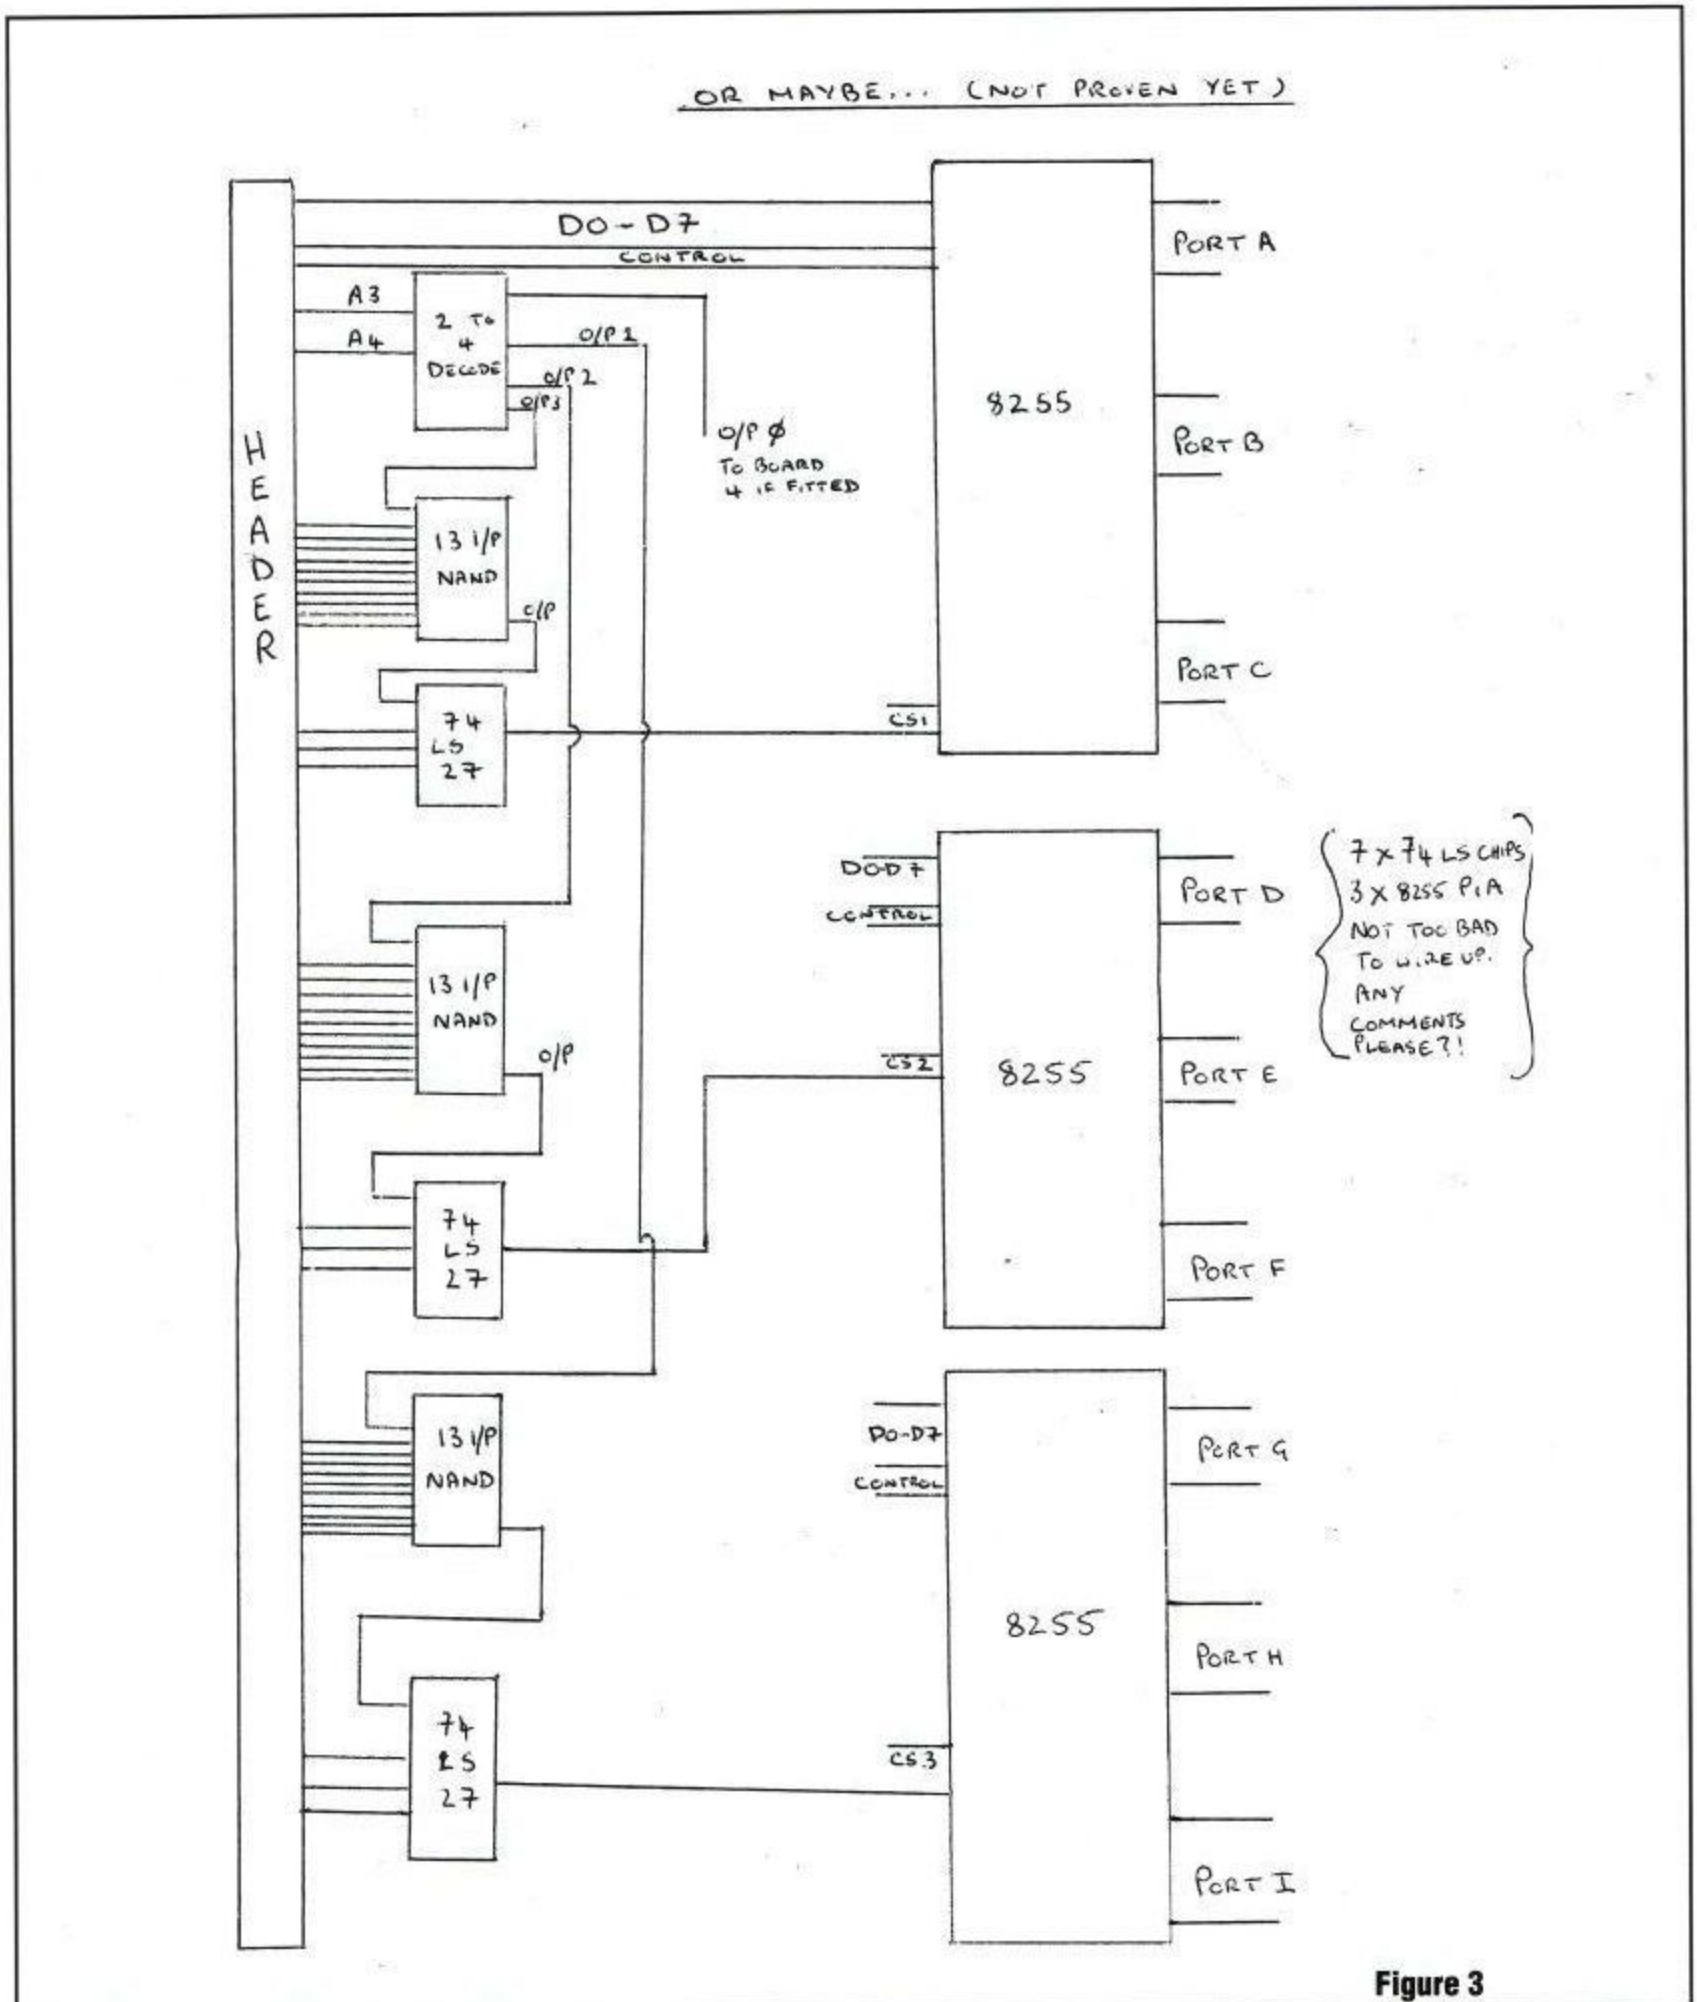 OR MAYBE... (NOT PROVEN YET)
HEADER
D0-D7
CONTROL
A3
A4
2 TO
4
DECODE
O/P 1
O/P 2
O/P3
O/P Ø
TO BOARD
4 IF FITTED
13 I/P
NAND
O/P
74
LS
27
CS1
8255
PORT A
PORT B
PORT C
13 I/P
NAND
O/P
74
LS
27
D0-D7
CONTROL
CS2
8255
PORT D
PORT E
PORT F
7 x 74 LS CHIPS
3 X 8255 PIA
NOT TOO BAD
TO WIRE UP.
ANY
COMMENTS
PLEASE?!
13 I/P
NAND
74
LS
27
D0-D7
CONTROL
CS.3
8255
PORT G
PORT H
PORT I
Figure 3